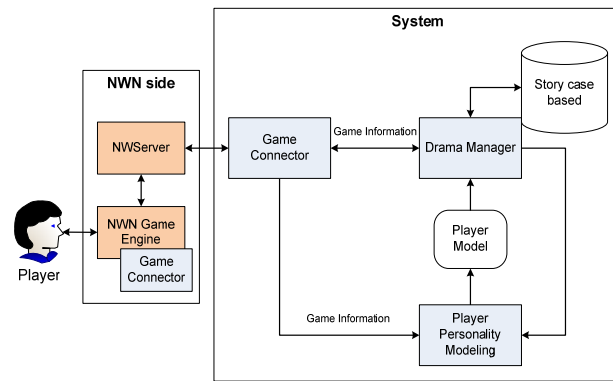 System
NWN side
Story case
based
NWServer
Game
Connector
Game Information
Drama Manager
NWN Game
Engine
Game
Connector
Player
Player
Model
Game Information
Player
Personality
Modeling